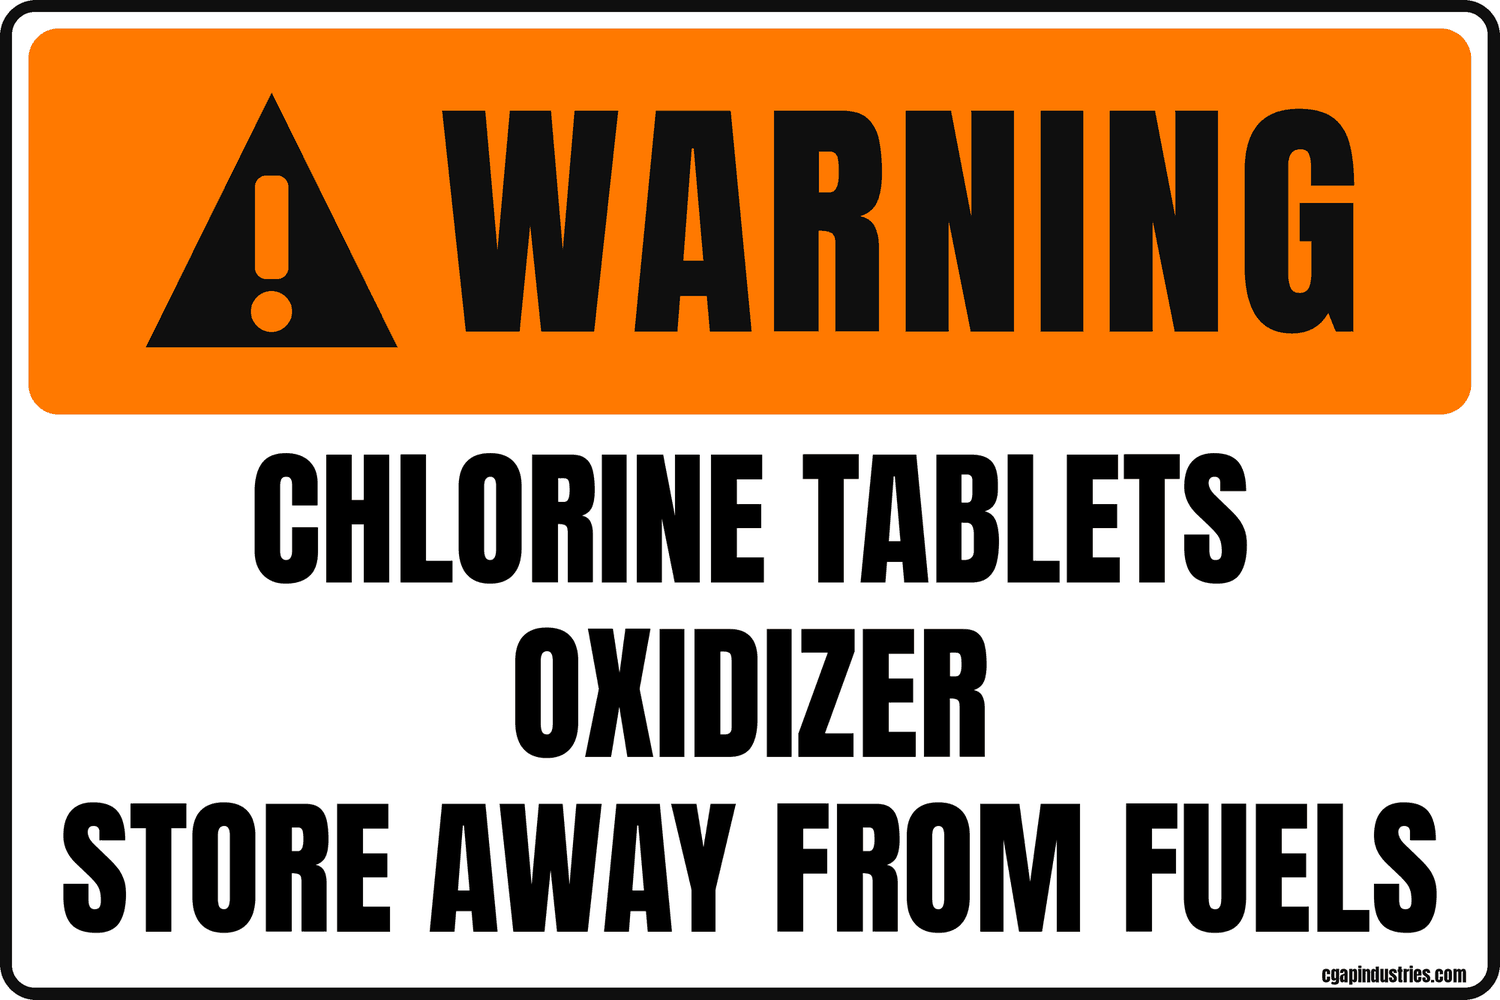 WARNING
CHLORINE TABLETS
OXIDIZER
STORE AWAY FROM FUELS
cgapindustries.com